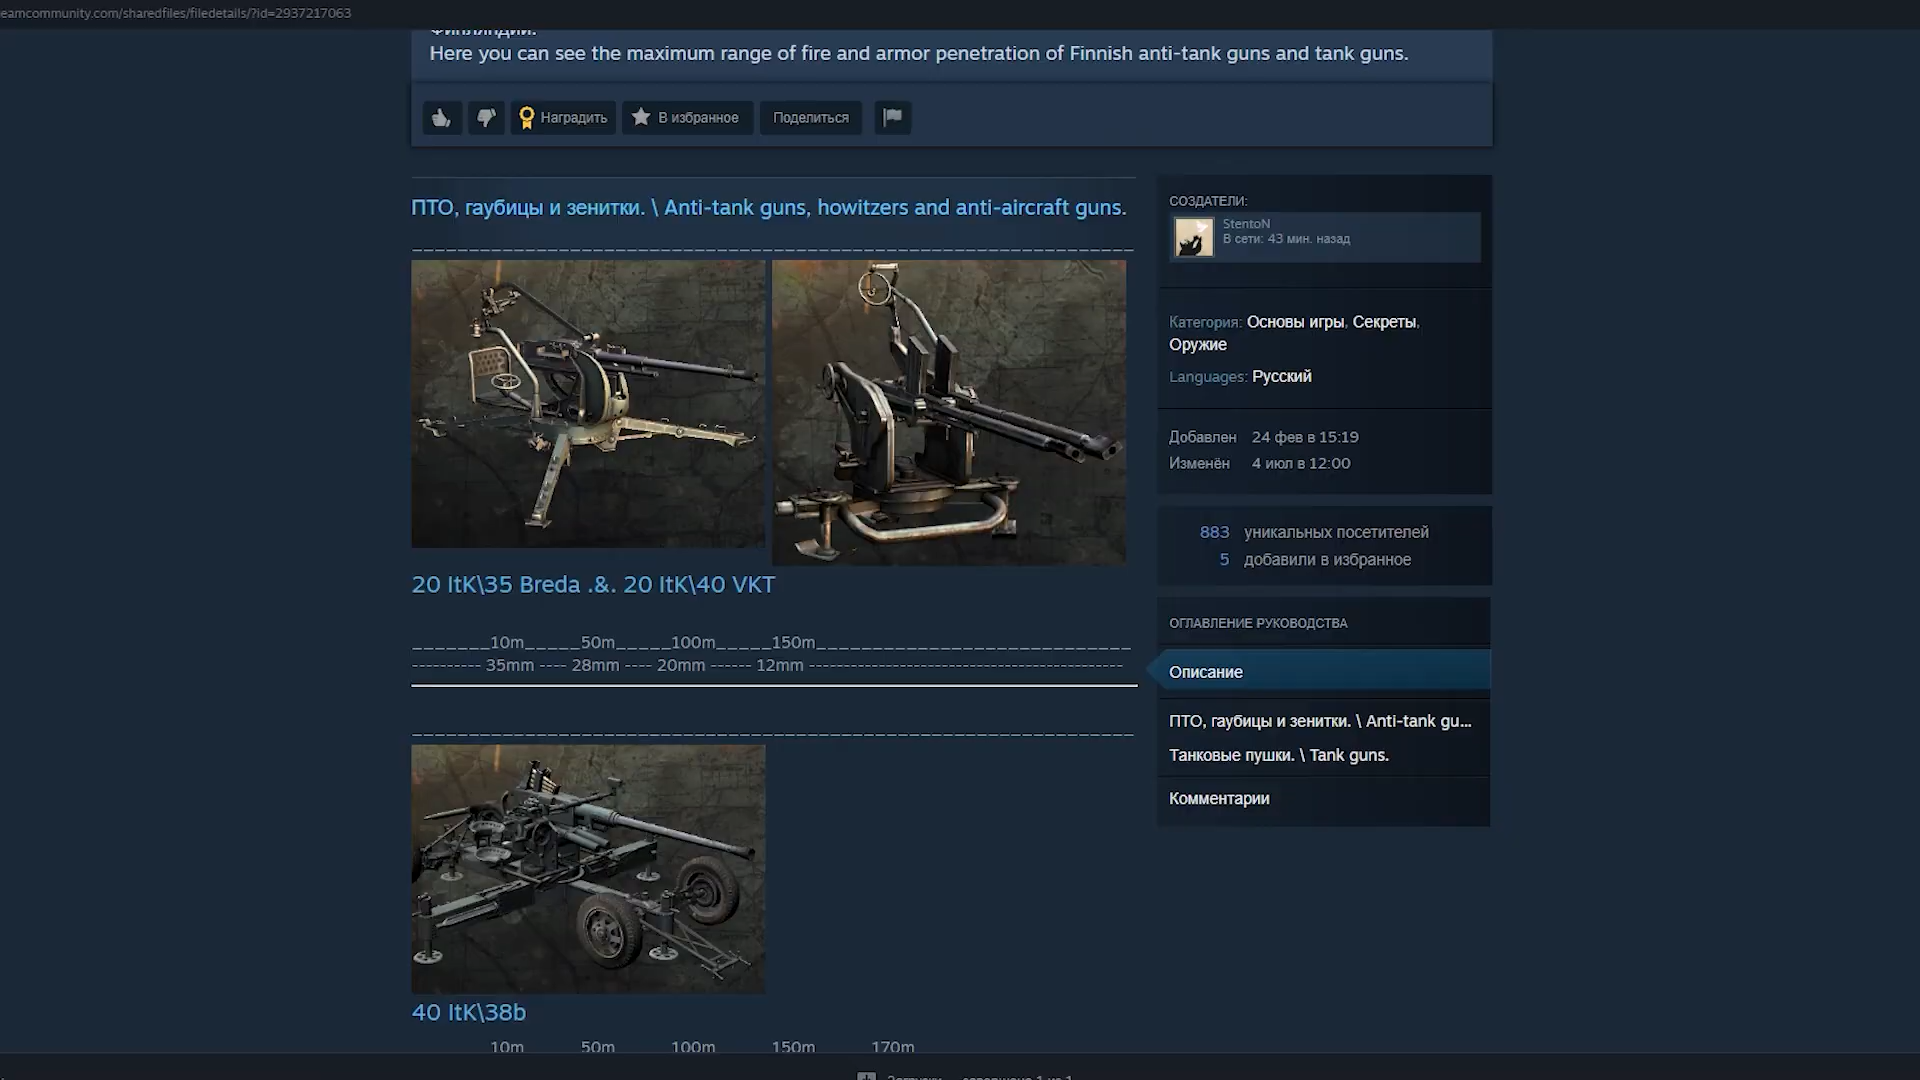 eamcommunity.com/sharedfiles/filedetails/?id=2937217063
Финляндии.
Here you can see the maximum range of fire and armor penetration of Finnish anti-tank guns and tank guns.
Наградить
В избранное
Поделиться
ПТО, гаубицы и зенитки. \ Anti-tank guns, howitzers and anti-aircraft guns.
20 ItK\35 Breda .&. 20 ItK\40 VKT
_______10m_____50m_____100m_____150m____________________________
---------- 35mm ---- 28mm ---- 20mm ------ 12mm ----------------------------------------------
40 ItK\38b
10m 50m 100m 150m 170m
СОЗДАТЕЛИ:
StentoN
В сети: 43 мин. назад
Категория: Основы игры, Секреты,
Оружие
Languages: Русский
Добавлен 24 фев в 15:19
Изменён 4 июл в 12:00
883 уникальных посетителей
5 добавили в избранное
ОГЛАВЛЕНИЕ РУКОВОДСТВА
Описание
ПТО, гаубицы и зенитки. \ Anti-tank gu...
Танковые пушки. \ Tank guns.
Комментарии